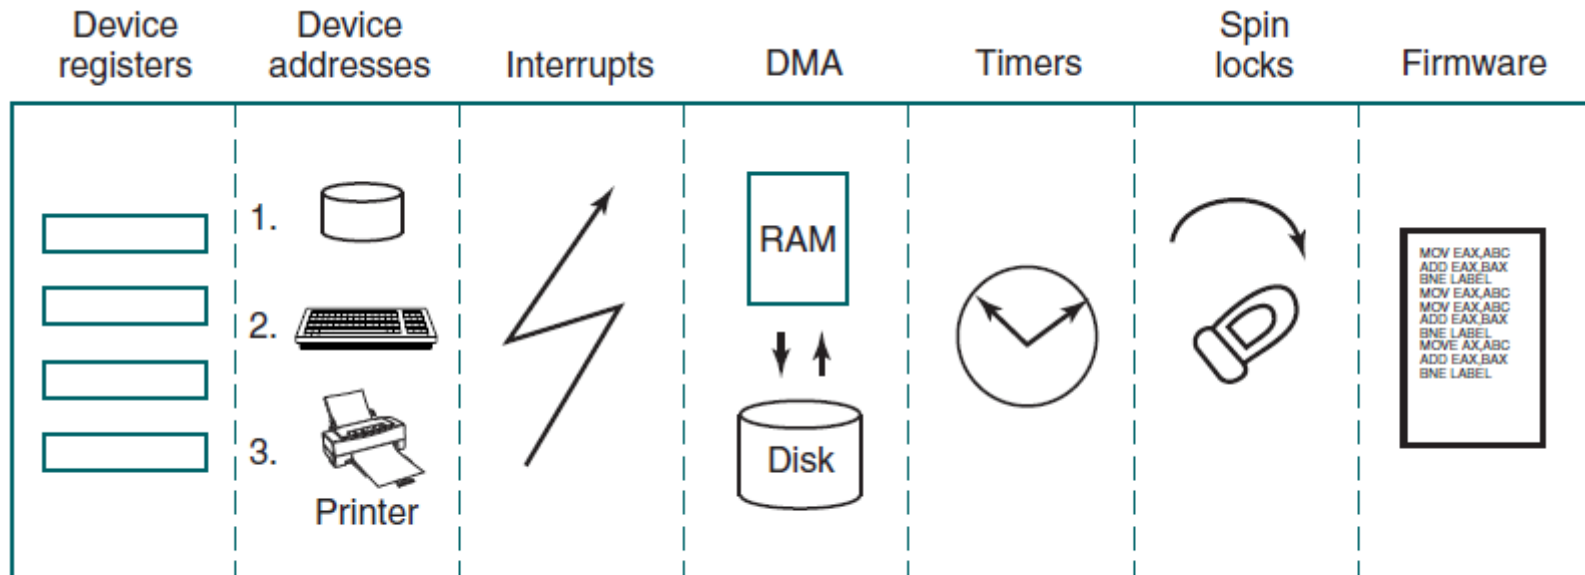 Device
registers
Device
addresses
Interrupts
DMA
Timers
Spin
locks
Firmware
1.
2.
3.
Printer
RAM
Disk
MOV EAX,ABC
ADD EAX,BAX
BNE LABEL
MOV EAX,ABC
MOV EAX,ABC
ADD EAX,BAX
BNE LABEL
MOVE AX,ABC
ADD EAX,BAX
BNE LABEL